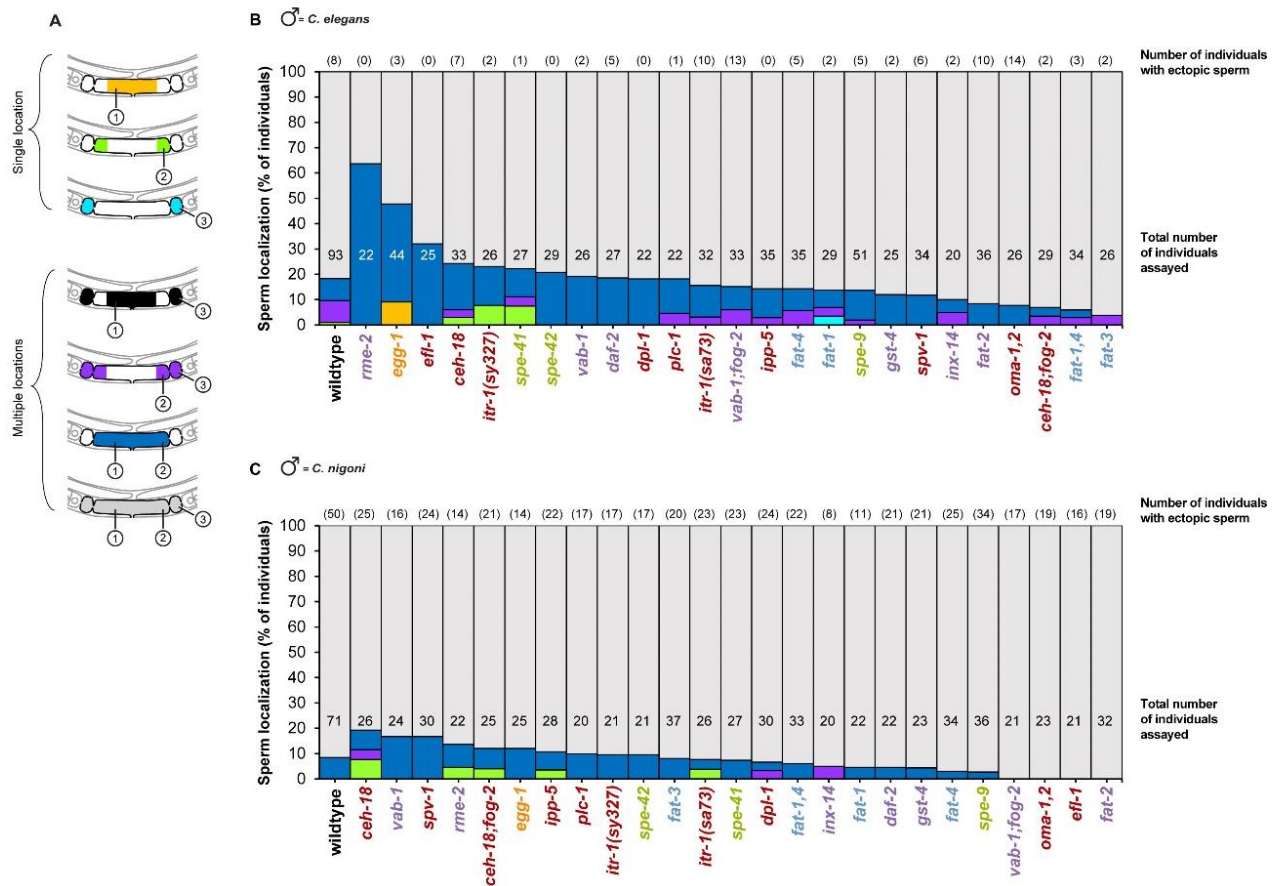 A
Single location
1
2
3
Multiple locations
1
3
2
3
1
2
1
2
3
B
♂ = C. elegans
Number of individuals
with ectopic sperm
(8) (0) (3) (0) (7) (2) (1) (0) (2) (5) (0) (1) (10) (13) (0) (5) (2) (5) (2) (6) (2) (10) (14) (2) (3) (2)
Sperm localization (% of individuals)
100
90
80
70
60
50
40
30
20
10
0
Total number
of individuals
assayed
93 22 44 25 33 26 27 29 26 27 22 22 32 33 35 35 29 51 25 34 20 36 26 29 34 26
wildtype
rme-2
egg-1
efl-1
ceh-18
itr-1(sy327)
spe-41
spe-42
vab-1
daf-2
dpl-1
plc-1
itr-1(sa73)
vab-1;fog-2
ipp-5
fat-4
fat-1
spe-9
gst-4
spv-1
inx-14
fat-2
oma-1,2
ceh-18;fog-2
fat-1,4
fat-3
C
♂ = C. nigoni
Number of individuals
with ectopic sperm
(50) (25) (16) (24) (14) (21) (14) (22) (17) (17) (17) (20) (23) (23) (24) (22) (8) (11) (21) (21) (25) (34) (17) (19) (16) (19)
Sperm localization (% of individuals)
100
90
80
70
60
50
40
30
20
10
0
Total number
of individuals
assayed
71 26 24 30 22 25 25 28 20 21 21 37 26 27 30 33 20 22 22 23 34 36 21 23 21 32
wildtype
ceh-18
vab-1
spv-1
rme-2
ceh-18;fog-2
egg-1
ipp-5
plc-1
itr-1(sy327)
spe-42
fat-3
itr-1(sa73)
spe-41
dpl-1
fat-1,4
inx-14
fat-1
daf-2
gst-4
fat-4
spe-9
vab-1;fog-2
oma-1,2
efl-1
fat-2